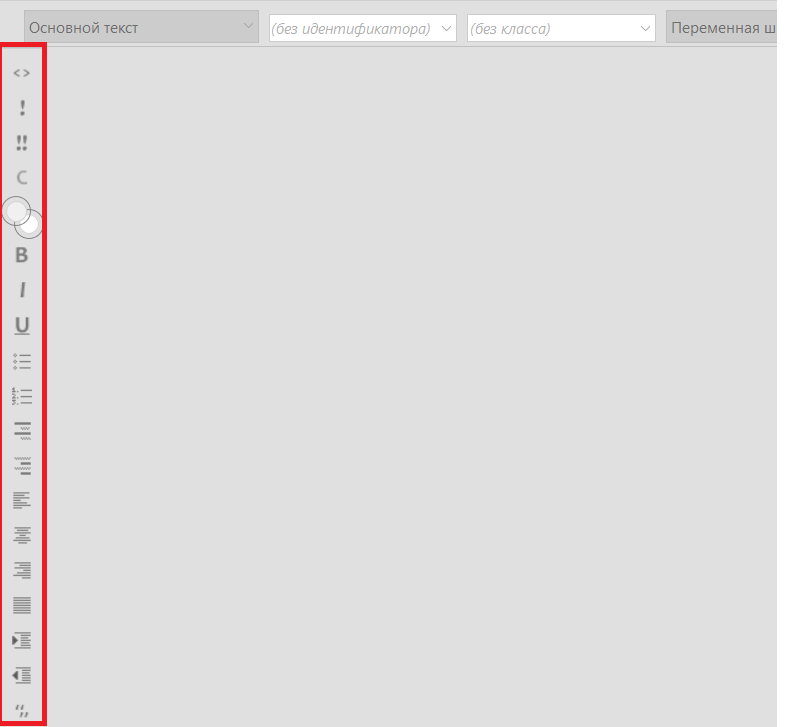 Основной текст
(без идентификатора)
(без класса)
Переменная ш
<>
!
!!
C
B
I
U